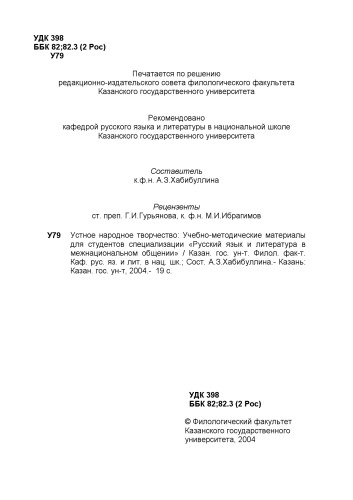 УДК 398
ББК 82;82.3 (2 Рос)
У79
Печатается по решению
редакционно-издательского совета филологического факультета
Казанского государственного университета
Рекомендовано
кафедрой русского языка и литературы в национальной школе
Казанского государственного университета
Составитель
к.ф.н. А.З.Хабибуллина
Рецензенты
ст. преп. Г.И.Гурьянова, к. ф.н. М.И.Ибрагимов
У79 Устное народное творчество: Учебно-методические материалы
для студентов специализации «Русский язык и литература в
межнациональном общении» / Казан. гос. ун-т. Филол. фак-т.
Каф. рус. яз. и лит. в нац. шк.; Сост. А.З.Хабибуллина.- Казань:
Казан. гос. ун-т, 2004.- 19 с.
УДК 398
ББК 82;82.3 (2 Рос)
© Филологический факультет
Казанского государственного
университета, 2004